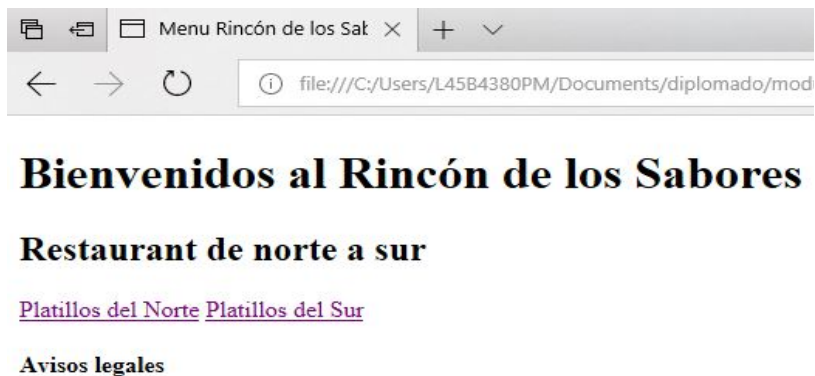 Menu Rincón de los Sab
file:///C:/Users/L45B4380PM/Documents/diplomado/mod
Bienvenidos al Rincón de los Sabores
Restaurant de norte a sur
Platillos del Norte Platillos del Sur
Avisos legales